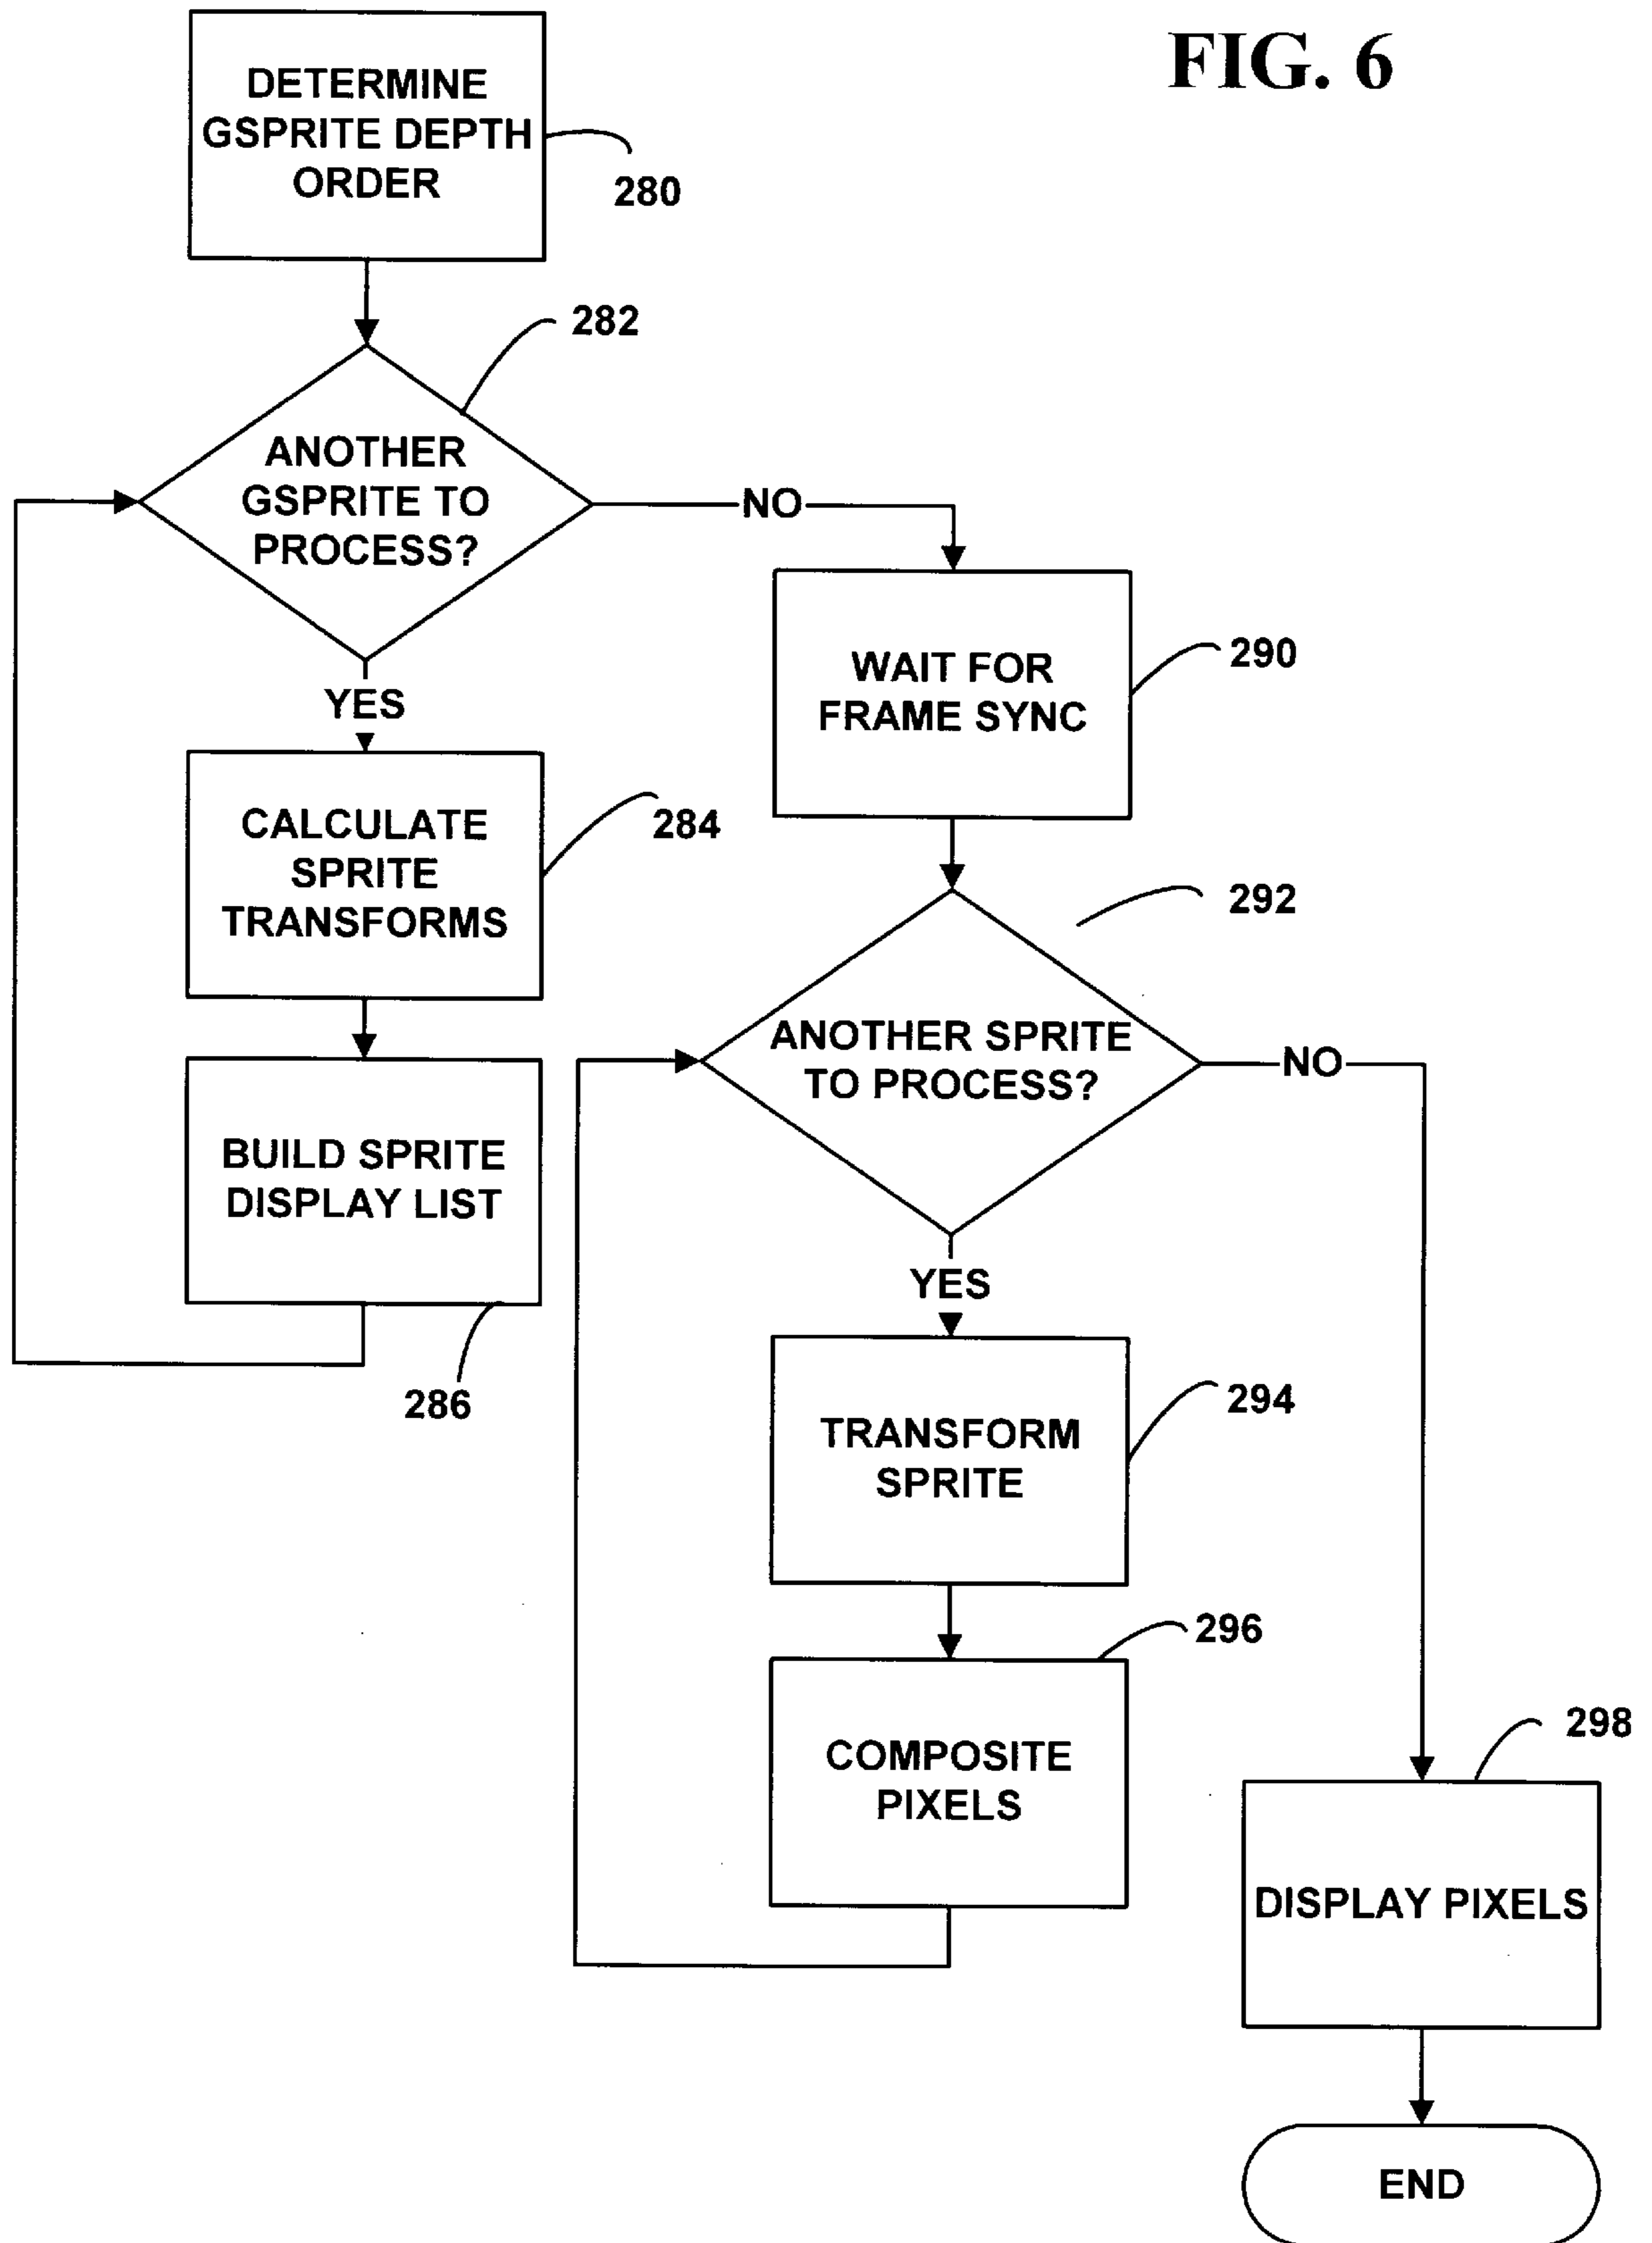 FIG. 6
DETERMINE
GSPRITE DEPTH
ORDER
280
282
ANOTHER
GSPRITE TO
PROCESS?
NO
YES
CALCULATE
SPRITE
TRANSFORMS
284
BUILD SPRITE
DISPLAY LIST
286
WAIT FOR
FRAME SYNC
290
292
ANOTHER SPRITE
TO PROCESS?
NO
YES
TRANSFORM
SPRITE
294
296
COMPOSITE
PIXELS
298
DISPLAY PIXELS
END